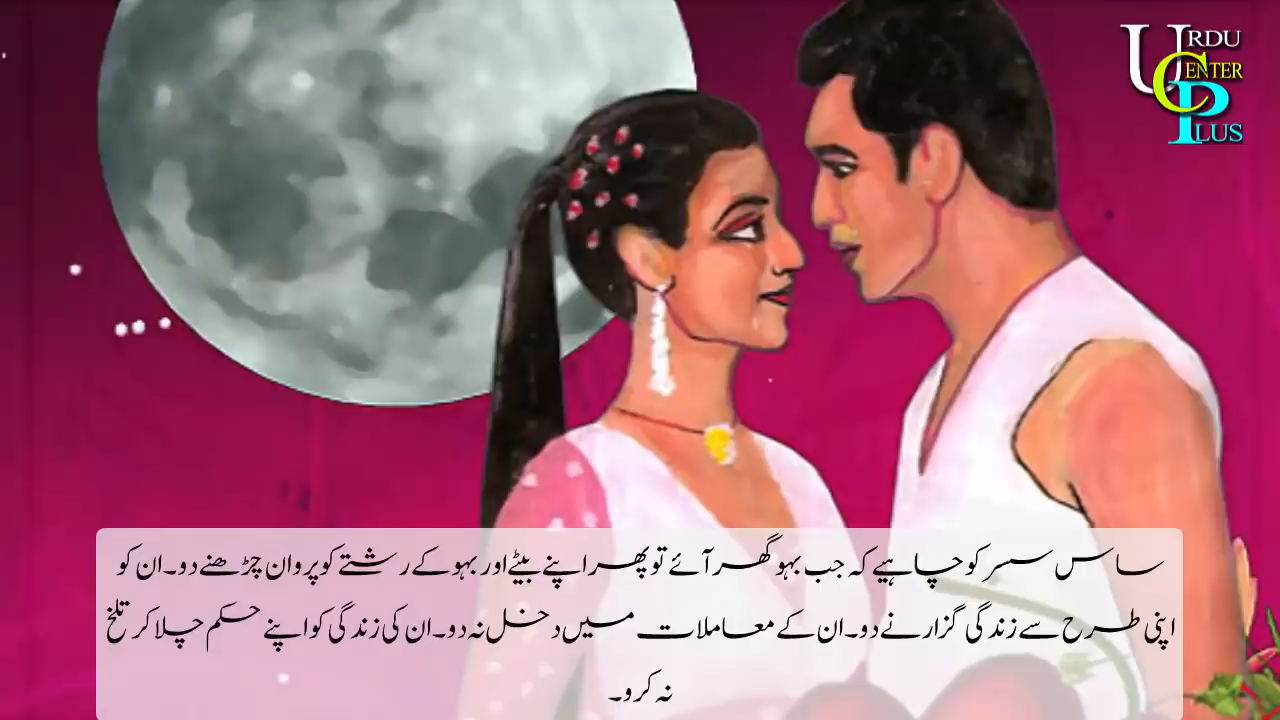 URDU
CENTER
PLUS
ساس سسر کو چاہیے کہ جب بہو گھر آئے تو پھر اپنے بیٹے اور بہو کے رشتے کو پروان چڑھنے دو۔ ان کو
اپنی طرح سے زندگی گزارنے دو۔ ان کے معاملات میں دخل نہ دو۔ ان کی زندگی کو اپنے حکم چلا کر تلخ
نہ کرو۔